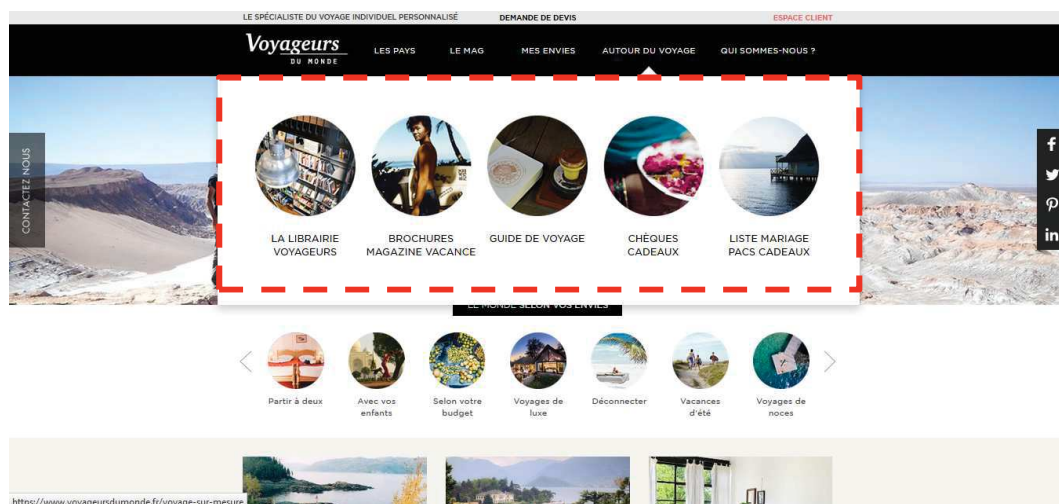 LE SPÉCIALISTE DU VOYAGE INDIVIDUEL PERSONNALISÉ
DEMANDE DE DEVIS
ESPACE CLIENT
Voyageurs
DU MONDE
LES PAYS
LE MAG
MES ENVIES
AUTOUR DU VOYAGE
QUI SOMMES-NOUS ?
CONTACTEZ NOUS
LA LIBRAIRIE
VOYAGEURS
BROCHURES
MAGAZINE VACANCE
GUIDE DE VOYAGE
CHÈQUES
CADEAUX
LISTE MARIAGE
PACS CADEAUX
LE MONDE SELON VOS ENVIES
Partir à deux
Avec vos
enfants
Selon votre
budget
Voyages de
luxe
Déconnecter
Vacances
d'été
Voyages de
noces
https://www.voyageursdumonde.fr/voyage-sur-mesure